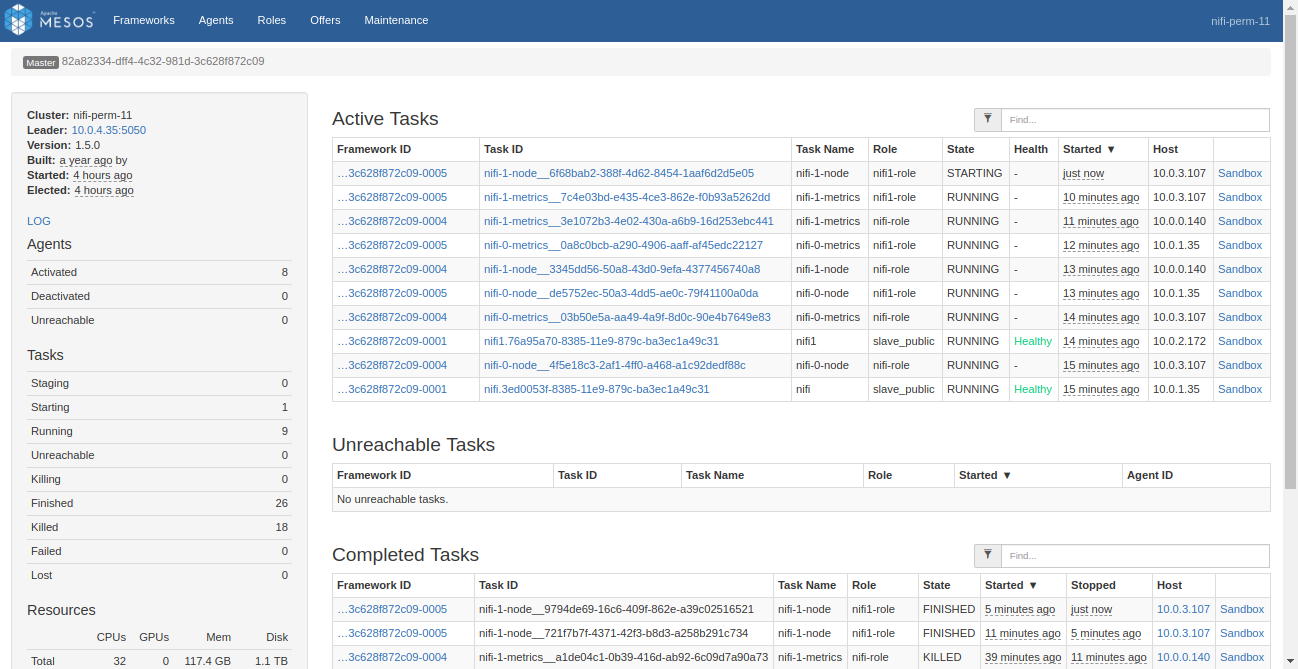 Apache MESOS Frameworks Agents Roles Offers Maintenance nifi-perm-11
Master 82a82334-dff4-4c32-981d-3c628f872c09
Cluster: nifi-perm-11
Leader: 10.0.4.35:5050
Version: 1.5.0
Built: a year ago by
Started: 4 hours ago
Elected: 4 hours ago
LOG
Agents
Activated 8
Deactivated 0
Unreachable 0
Tasks
Staging 0
Starting 1
Running 9
Unreachable 0
Killing 0
Finished 26
Killed 18
Failed 0
Lost 0
Resources
CPUs GPUs Mem Disk
Total 32 0 117.4 GB 1.1 TB
Active Tasks
Find...
Framework ID Task ID Task Name Role State Health Started ▼ Host
…3c628f872c09-0005 nifi-1-node__6f68bab2-388f-4d62-8454-1aaf6d2d5e05 nifi-1-node nifi1-role STARTING - just now 10.0.3.107 Sandbox
…3c628f872c09-0005 nifi-1-metrics__7c4e03bd-e435-4ce3-862e-f0b93a5262dd nifi-1-metrics nifi1-role RUNNING - 10 minutes ago 10.0.3.107 Sandbox
…3c628f872c09-0004 nifi-1-metrics__3e1072b3-4e02-430a-a6b9-16d253ebc441 nifi-1-metrics nifi-role RUNNING - 11 minutes ago 10.0.0.140 Sandbox
…3c628f872c09-0005 nifi-0-metrics__0a8c0bcb-a290-4906-aaff-af45edc22127 nifi-0-metrics nifi1-role RUNNING - 12 minutes ago 10.0.1.35 Sandbox
…3c628f872c09-0004 nifi-1-node__3345dd56-50a8-43d0-9efa-4377456740a8 nifi-1-node nifi-role RUNNING - 13 minutes ago 10.0.0.140 Sandbox
…3c628f872c09-0005 nifi-0-node__de5752ec-50a3-4dd5-ae0c-79f41100a0da nifi-0-node nifi1-role RUNNING - 13 minutes ago 10.0.1.35 Sandbox
…3c628f872c09-0004 nifi-0-metrics__03b50e5a-aa49-4a9f-8d0c-90e4b7649e83 nifi-0-metrics nifi-role RUNNING - 14 minutes ago 10.0.3.107 Sandbox
…3c628f872c09-0001 nifi1.76a95a70-8385-11e9-879c-ba3ec1a49c31 nifi1 slave_public RUNNING Healthy 14 minutes ago 10.0.2.172 Sandbox
…3c628f872c09-0004 nifi-0-node__4f5e18c3-2af1-4ff0-a468-a1c92dedf88c nifi-0-node nifi-role RUNNING - 15 minutes ago 10.0.3.107 Sandbox
…3c628f872c09-0001 nifi.3ed0053f-8385-11e9-879c-ba3ec1a49c31 nifi slave_public RUNNING Healthy 15 minutes ago 10.0.1.35 Sandbox
Unreachable Tasks
Framework ID Task ID Task Name Role Started ▼ Agent ID
No unreachable tasks.
Completed Tasks
Find...
Framework ID Task ID Task Name Role State Started ▼ Stopped Host
…3c628f872c09-0005 nifi-1-node__9794de69-16c6-409f-862e-a39c02516521 nifi-1-node nifi1-role FINISHED 5 minutes ago just now 10.0.3.107 Sandbox
…3c628f872c09-0005 nifi-1-node__721f7b7f-4371-42f3-b8d3-a258b291c734 nifi-1-node nifi1-role FINISHED 11 minutes ago 5 minutes ago 10.0.3.107 Sandbox
…3c628f872c09-0004 nifi-1-metrics__a1de04c1-0b39-416d-ab92-6c09d7a90a73 nifi-1-metrics nifi-role KILLED 39 minutes ago 11 minutes ago 10.0.0.140 Sandbox